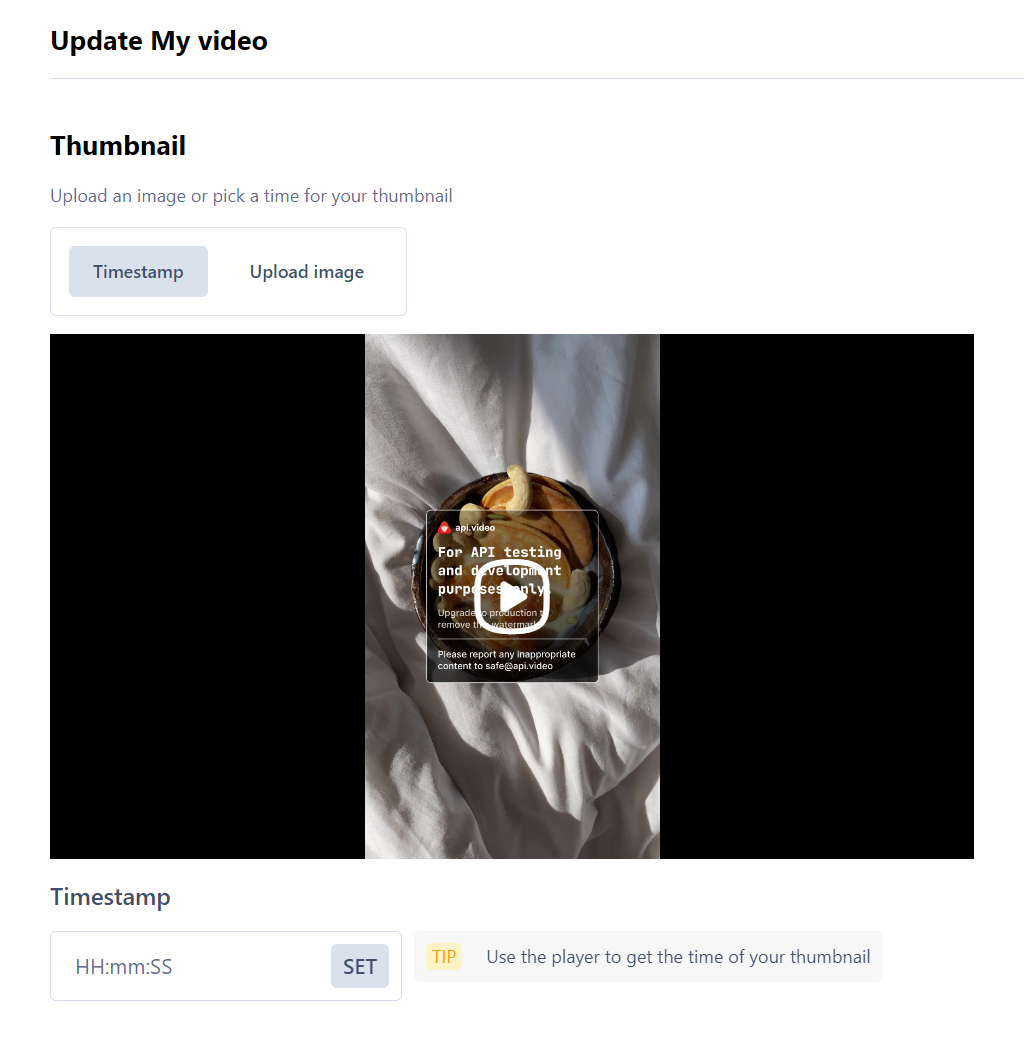 Update My video
Thumbnail
Upload an image or pick a time for your thumbnail
Timestamp Upload image
api.video
For API testing
and development
purposes only.
Upgrade to production to
remove the watermark.
Please report any inappropriate
content to safe@api.video
Timestamp
HH:mm:SS SET TIP Use the player to get the time of your thumbnail